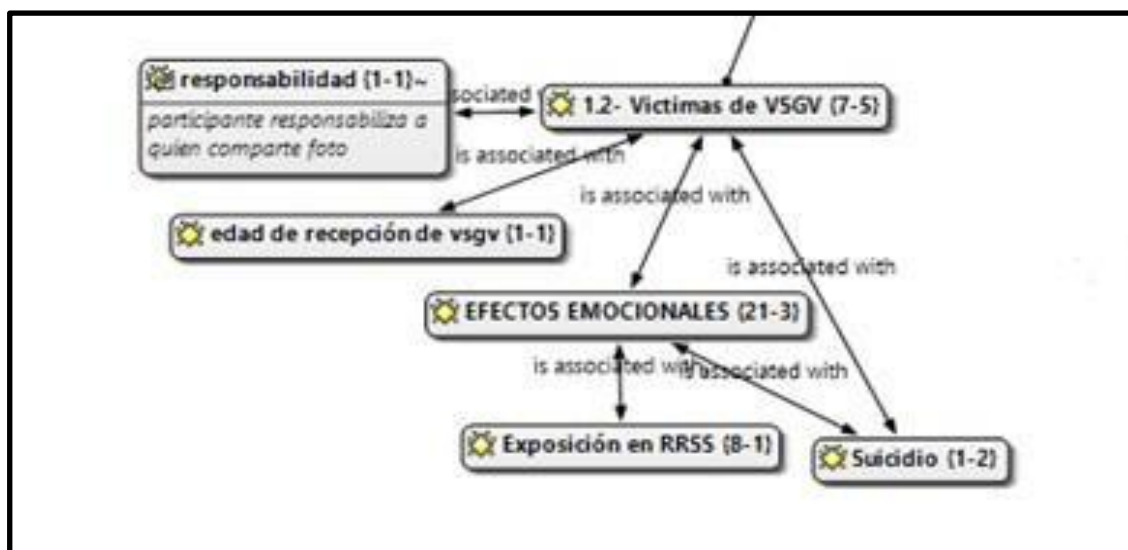 responsabilidad {1-1}~
participante responsabiliza a
quien comparte foto
sociated
1.2- Victimas de VSGV {7-5}
is associated with
is associated with
edad de recepción de vsgv {1-1}
is associated with
EFECTOS EMOCIONALES {21-3}
is associated with
is associated with
Exposición en RRSS {8-1}
Suicidio {1-2}